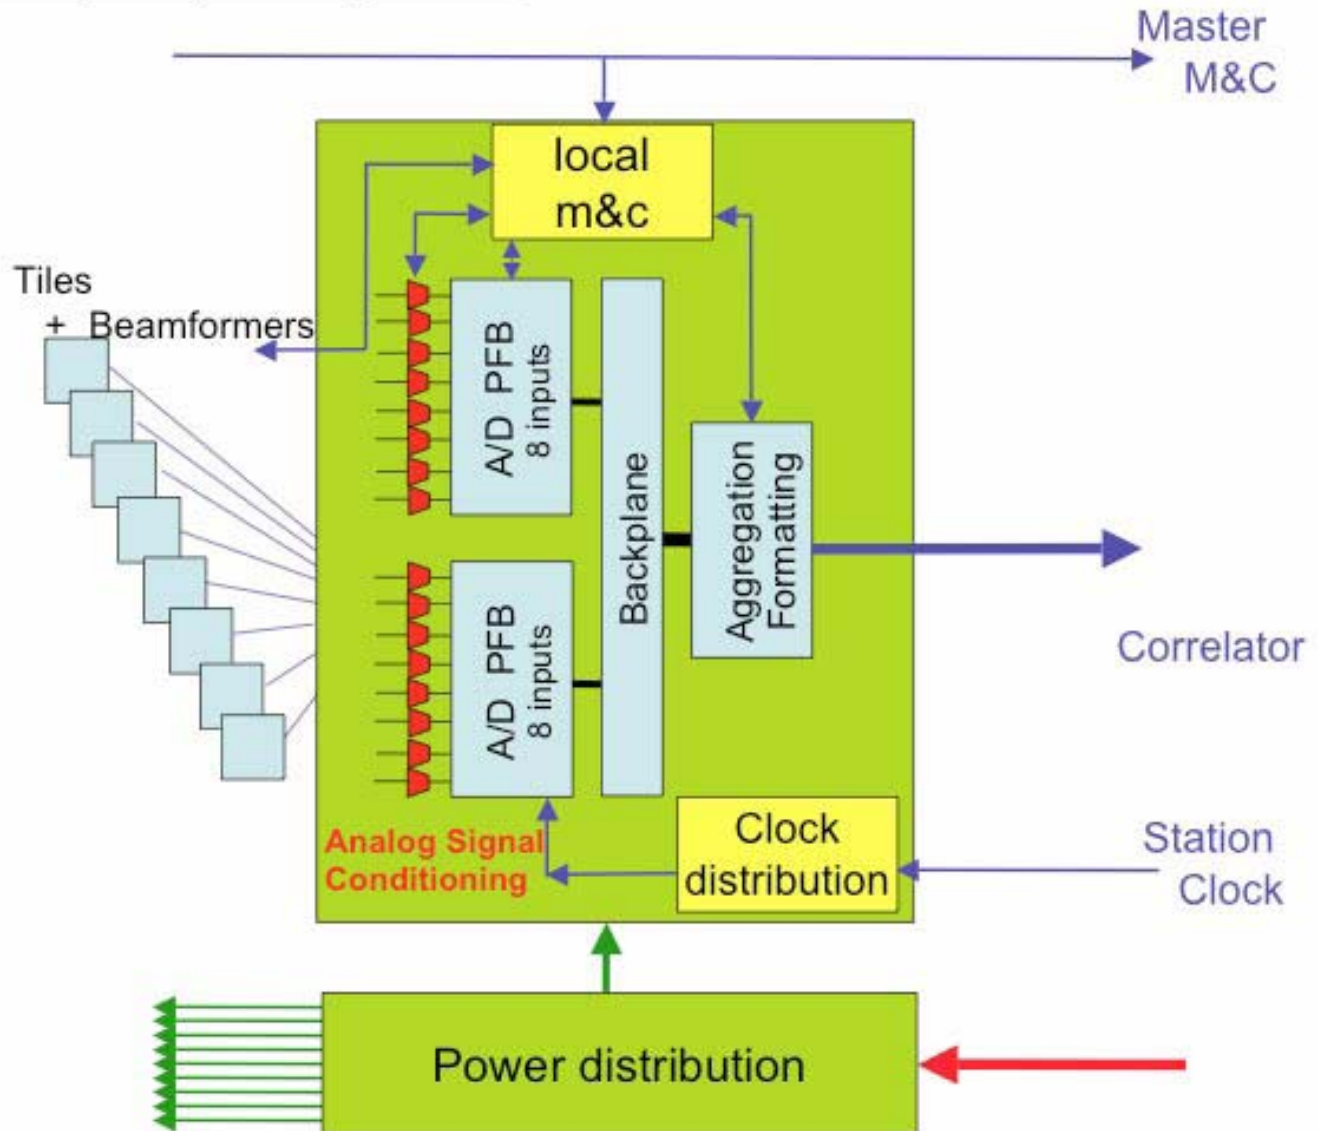 Master
M&C
local
m&c
Tiles
+ Beamformers
A/D PFB
8 inputs
A/D PFB
8 inputs
Backplane
Aggregation
Formatting
Correlator
Analog Signal
Conditioning
Clock
distribution
Station
Clock
Power distribution